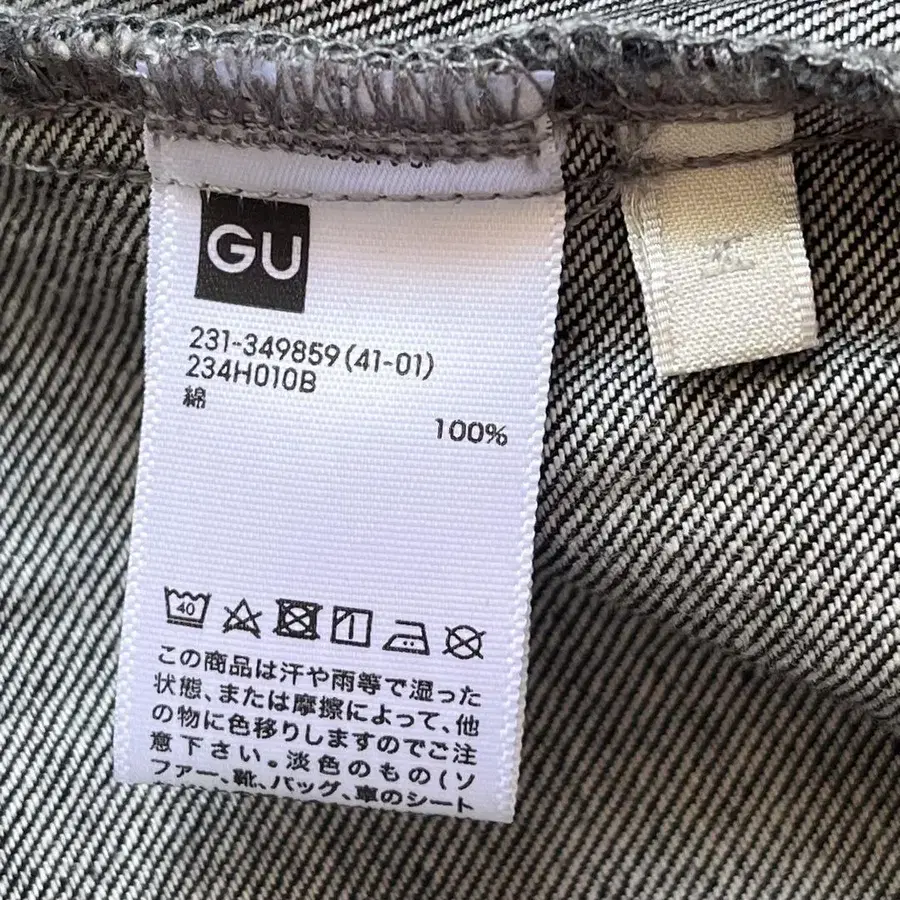 GU
231-349859(41-01)
234H010B
綿
100%
40
この商品は汗や雨等で湿った
状態、または摩擦によって、他
の物に色移りしますのでご注
意下さい。淡色のもの(ソ
ファー、靴、バッグ、車のシート